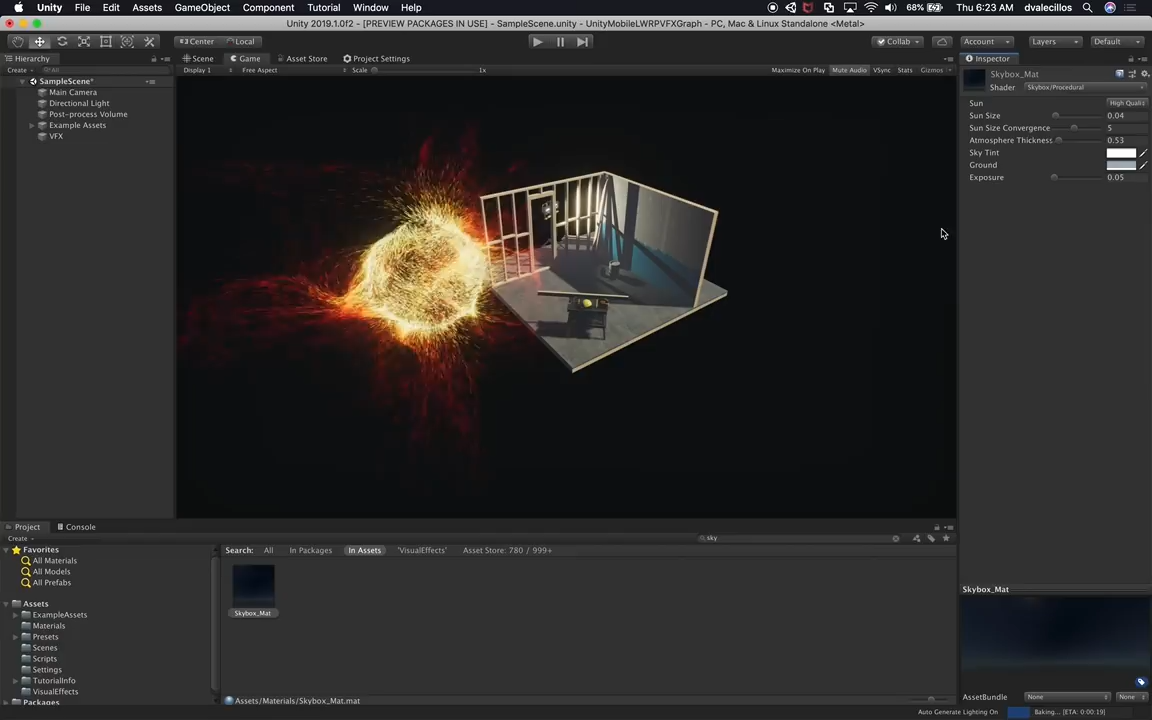 Unity File Edit Assets GameObject Component Tutorial Window Help 68% Thu 6:23 AM dvalecillos
Unity 2019.1.0f2 - [PREVIEW PACKAGES IN USE] - SampleScene.unity - UnityMobileLWRPVFXGraph - PC, Mac & Linux Standalone <Metal>
Center Local Collab Account Layers Default
Hierarchy Scene Game Asset Store Project Settings Inspector
Create All Display 1 Free Aspect Scale 1x Maximize On Play Mute Audio VSync Stats Gizmos
SampleScene*
Main Camera
Directional Light
Post-process Volume
Example Assets
VFX
Skybox_Mat
Shader Skybox/Procedural
Sun High Quali
Sun Size 0.04
Sun Size Convergence 5
Atmosphere Thickness 0.53
Sky Tint
Ground
Exposure 0.05
Project Console
Create sky
Favorites
All Materials
All Models
All Prefabs
Assets
ExampleAssets
Materials
Presets
Scenes
Scripts
Settings
TutorialInfo
VisualEffects
Packages
Search: All In Packages In Assets 'VisualEffects' Asset Store: 780 / 999+
Skybox_Mat
Assets/Materials/Skybox_Mat.mat
Skybox_Mat
AssetBundle None None
Auto Generate Lighting On Baking... [ETA: 0:00:19]